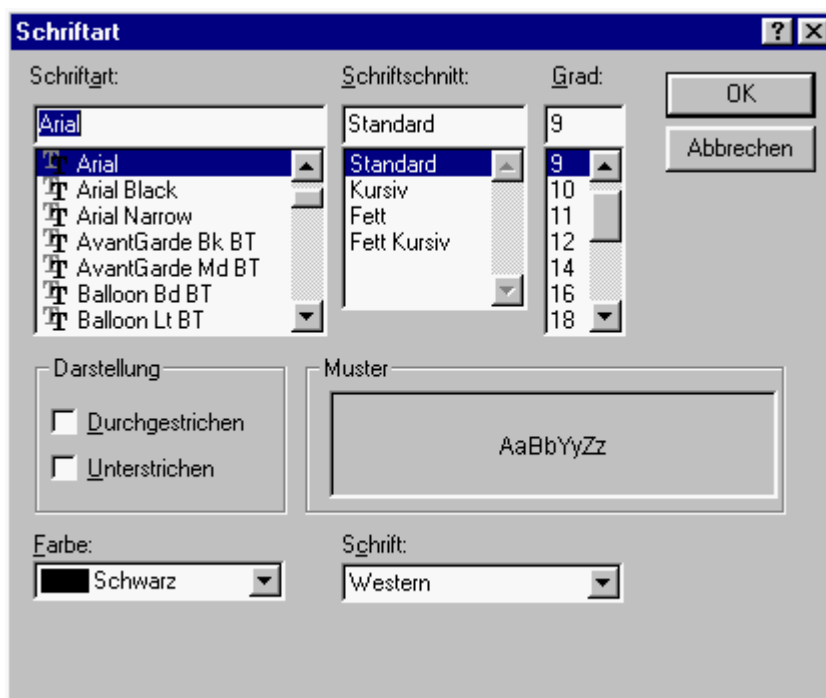 Schriftart
Schriftart: Schriftschnitt: Grad:
Arial Standard 9 OK
Arial Standard 9 Abbrechen
Arial Black Kursiv 10
Arial Narrow Fett 11
AvantGarde Bk BT Fett Kursiv 12
AvantGarde Md BT 14
Balloon Bd BT 16
Balloon Lt BT 18
Darstellung Muster
Durchgestrichen
AaBbYyZz
Unterstrichen
Farbe: Schrift:
Schwarz Western